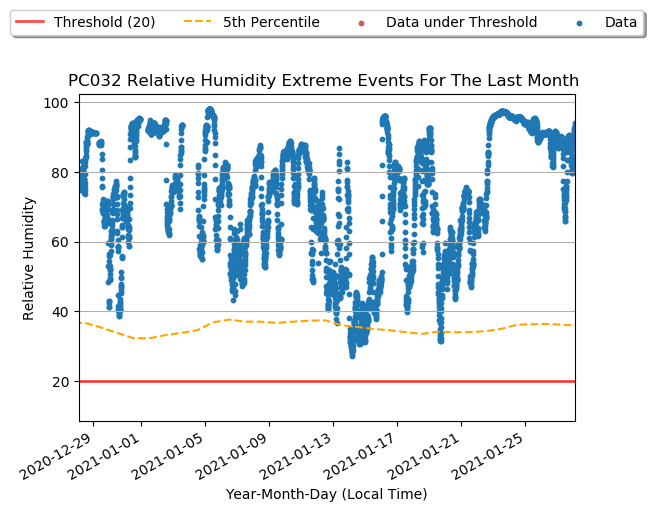 Threshold (20) 5th Percentile Data under Threshold Data
PC032 Relative Humidity Extreme Events For The Last Month
100
80
60
40
20
Relative Humidity
2020-12-29 2021-01-01 2021-01-05 2021-01-09 2021-01-13 2021-01-17 2021-01-21 2021-01-25
Year-Month-Day (Local Time)